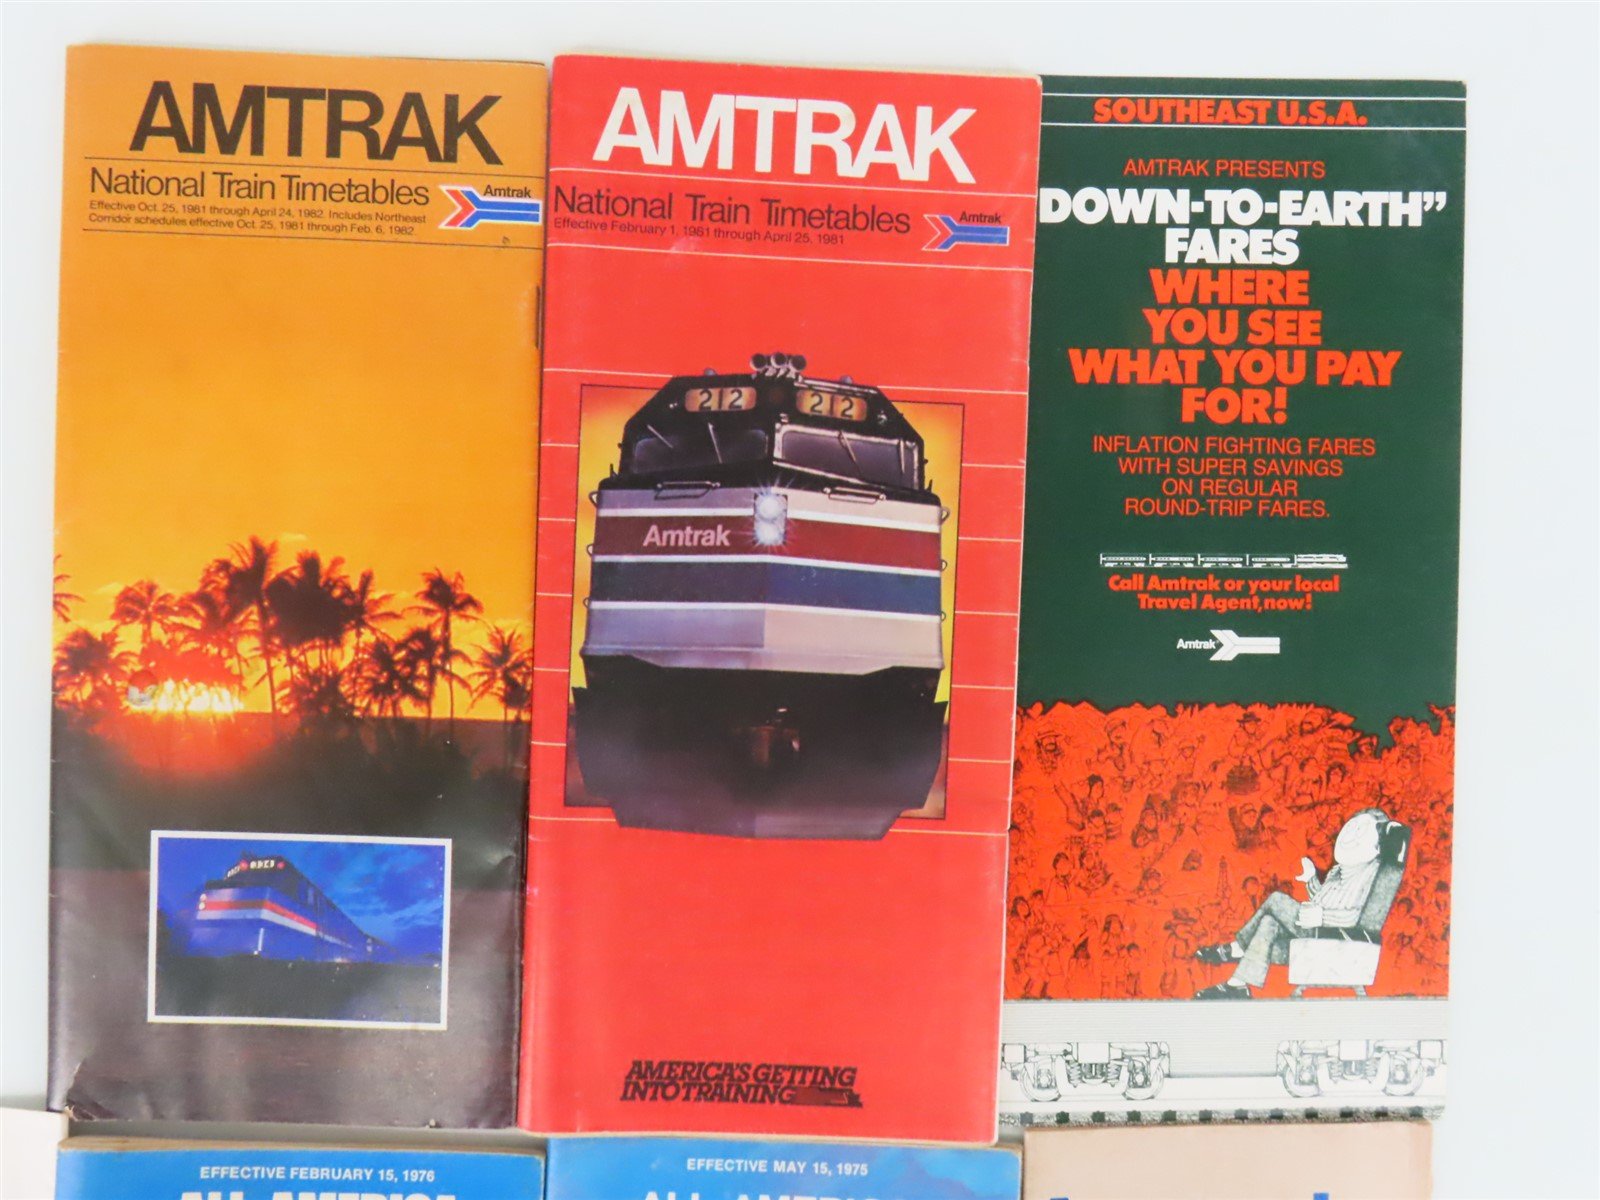 AMTRAK
National Train Timetables
Effective Oct. 25, 1981 through April 24, 1982. Includes Northeast
Corridor schedules effective Oct. 25, 1981 through Feb. 6, 1982.
Amtrak
AMTRAK
National Train Timetables
Effective February 1, 1981 through April 25, 1981
Amtrak
22
22
Amtrak
AMERICA'S GETTING
INTO TRAINING
SOUTHEAST U.S.A.
AMTRAK PRESENTS
DOWN-TO-EARTH”
FARES
WHERE
YOU SEE
WHAT YOU PAY
FOR!
INFLATION FIGHTING FARES
WITH SUPER SAVINGS
ON REGULAR
ROUND-TRIP FARES.
Call Amtrak or your local
Travel Agent, now!
Amtrak
EFFECTIVE FEBRUARY 15, 1976
ALL-AMERICA
EFFECTIVE MAY 15, 1975